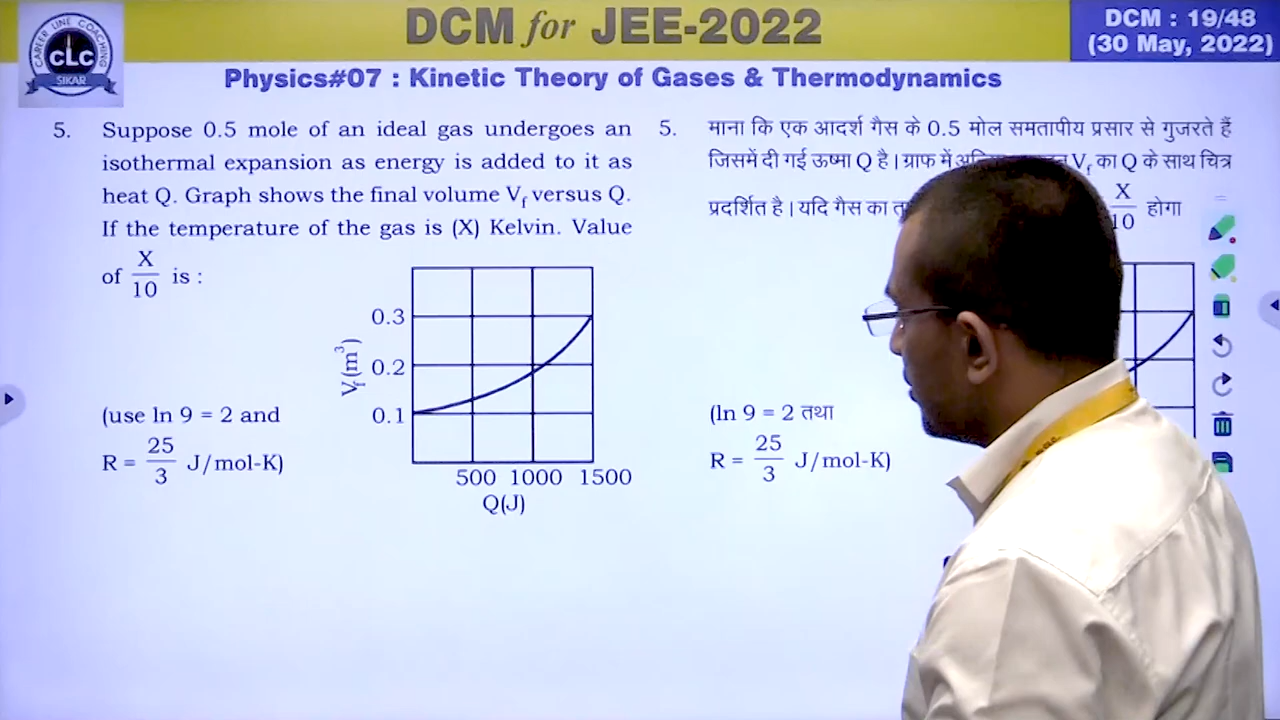 DCM for JEE-2022
DCM : 19/48
(30 May, 2022)
CAREER LINE COACHING
CLC
SIKAR
Physics#07 : Kinetic Theory of Gases & Thermodynamics
5. Suppose 0.5 mole of an ideal gas undergoes an
isothermal expansion as energy is added to it as
heat Q. Graph shows the final volume Vf versus Q.
If the temperature of the gas is (X) Kelvin. Value
of X/10 is :
0.3
0.2
0.1
Vf(m³)
500 1000 1500
Q(J)
(use ln 9 = 2 and
R = 25/3 J/mol-K)
5. माना कि एक आदर्श गैस के 0.5 मोल समतापीय प्रसार से गुजरते हैं
जिसमें दी गई ऊष्मा Q है। ग्राफ में Vf का Q के साथ चित्र
प्रदर्शित है। यदि गैस का X/10 होगा
(ln 9 = 2 तथा
R = 25/3 J/mol-K)